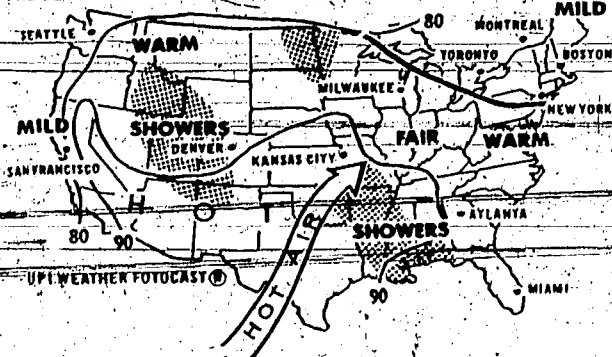 80
MILD
SEATTLE
MONTREAL
WARM
TORONTO
BOSTON
MILWAUKEE
NEW YORK
MILD
SHOWERS
FAIR
WARM
DENVER
KANSAS CITY
SAN FRANCISCO
H
ATLANTA
80
90
SHOWERS
UPI WEATHER FOTOCAST ®
HOT AIR
90
MIAMI